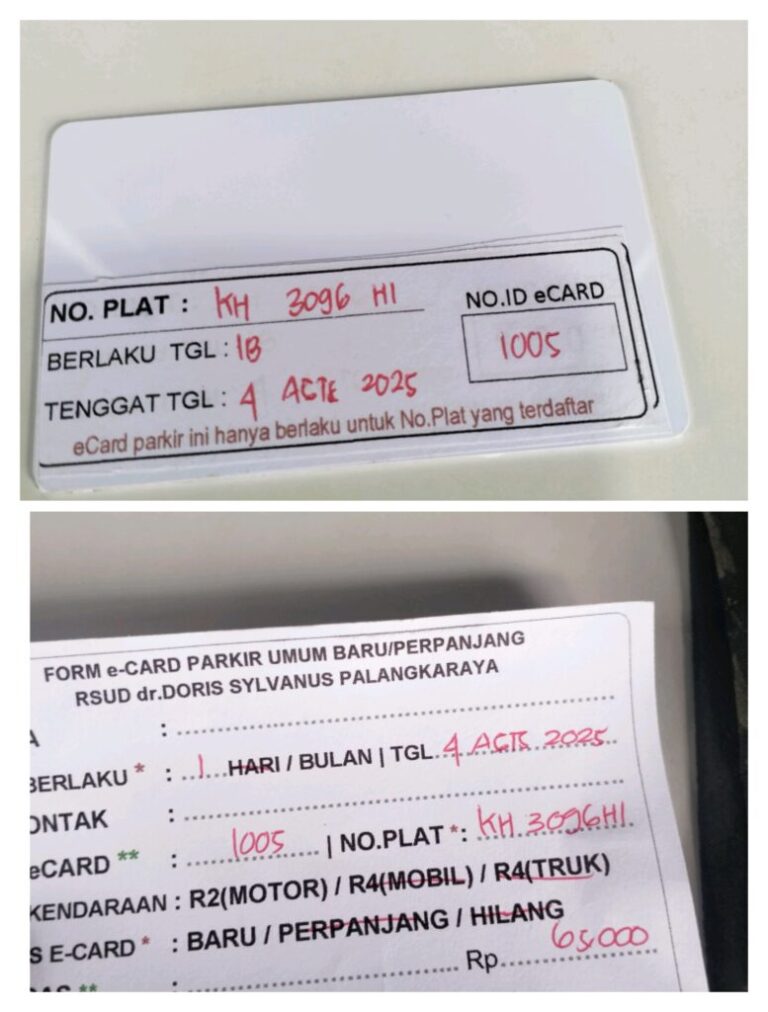 NO. PLAT : KH 3096 HI
NO.ID eCARD
BERLAKU TGL : 1B
1005
TENGGAT TGL : 4 ACTE 2025
eCard parkir ini hanya berlaku untuk No.Plat yang terdaftar
FORM e-CARD PARKIR UMUM BARU/PERPANJANG
RSUD dr.DORIS SYLVANUS PALANGKARAYA
A :
BERLAKU * : 1 HARI / BULAN | TGL 4 2025
ONTAK :
eCARD ** : 1005 | NO.PLAT *: KH 3096HI
KENDARAAN : R2(MOTOR) / R4(MOBIL) / R4(TRUK)
S E-CARD * : BARU / PERPANJANG / HILANG
** : Rp. 65.000